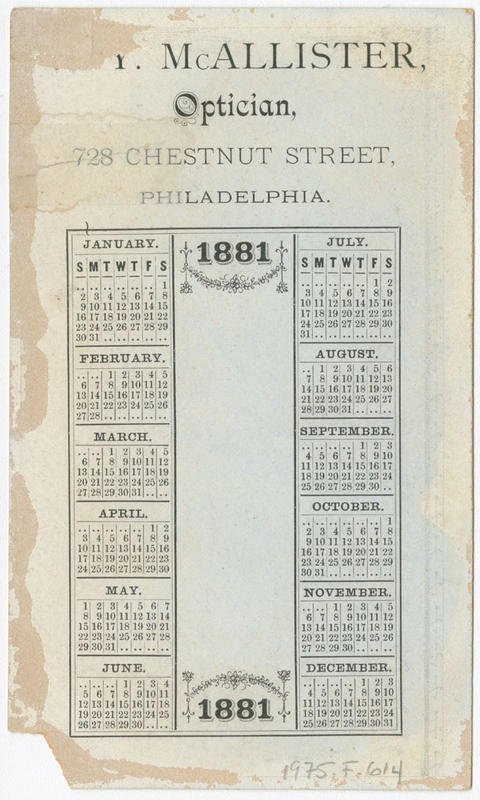 Y. McALLISTER,
Optician,
728 CHESTNUT STREET,
PHILADELPHIA.
JANUARY.
S M T W T F S
.. .. .. .. .. .. 1
2 3 4 5 6 7 8
9 10 11 12 13 14 15
16 17 18 19 20 21 22
23 24 25 26 27 28 29
30 31 .. .. .. .. ..
FEBRUARY.
.. .. 1 2 3 4 5
6 7 8 9 10 11 12
13 14 15 16 17 18 19
20 21 22 23 24 25 26
27 28 .. .. .. .. ..
MARCH.
.. .. 1 2 3 4 5
6 7 8 9 10 11 12
13 14 15 16 17 18 19
20 21 22 23 24 25 26
27 28 29 30 31 .. ..
APRIL.
.. .. .. .. .. 1 2
3 4 5 6 7 8 9
10 11 12 13 14 15 16
17 18 19 20 21 22 23
24 25 26 27 28 29 30
MAY.
1 2 3 4 5 6 7
8 9 10 11 12 13 14
15 16 17 18 19 20 21
22 23 24 25 26 27 28
29 30 31 .. .. .. ..
JUNE.
.. .. .. 1 2 3 4
5 6 7 8 9 10 11
12 13 14 15 16 17 18
19 20 21 22 23 24 25
26 27 28 29 30 .. ..
1881
1881
JULY.
S M T W T F S
.. .. .. .. .. 1 2
3 4 5 6 7 8 9
10 11 12 13 14 15 16
17 18 19 20 21 22 23
24 25 26 27 28 29 30
31 .. .. .. .. .. ..
AUGUST.
.. 1 2 3 4 5 6
7 8 9 10 11 12 13
14 15 16 17 18 19 20
21 22 23 24 25 26 27
28 29 30 31 .. .. ..
SEPTEMBER.
.. .. .. .. 1 2 3
4 5 6 7 8 9 10
11 12 13 14 15 16 17
18 19 20 21 22 23 24
25 26 27 28 29 30 ..
OCTOBER.
.. .. .. .. .. .. 1
2 3 4 5 6 7 8
9 10 11 12 13 14 15
16 17 18 19 20 21 22
23 24 25 26 27 28 29
30 31 .. .. .. .. ..
NOVEMBER.
.. .. 1 2 3 4 5
6 7 8 9 10 11 12
13 14 15 16 17 18 19
20 21 22 23 24 25 26
27 28 29 30 .. .. ..
DECEMBER.
.. .. .. .. 1 2 3
4 5 6 7 8 9 10
11 12 13 14 15 16 17
18 19 20 21 22 23 24
25 26 27 28 29 30 31
1975.F.614